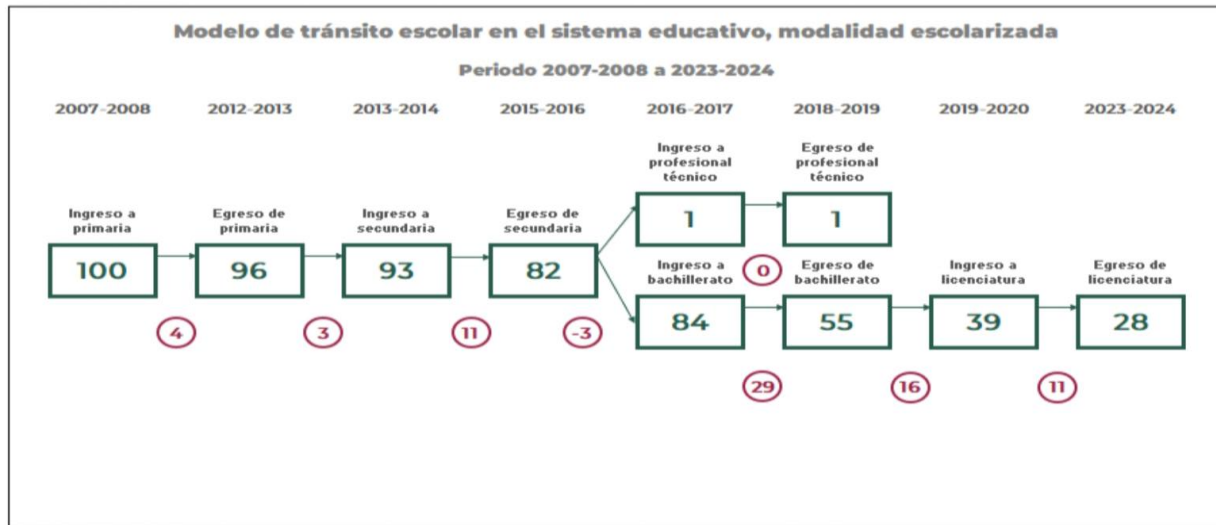 Modelo de tránsito escolar en el sistema educativo, modalidad escolarizada
Periodo 2007-2008 a 2023-2024
2007-2008 2012-2013 2013-2014 2015-2016 2016-2017 2018-2019 2019-2020 2023-2024
Ingreso a profesional técnico
1
Egreso de profesional técnico
1
0
Ingreso a primaria
100
Egreso de primaria
96
Ingreso a secundaria
93
Egreso de secundaria
82
Ingreso a bachillerato
84
Egreso de bachillerato
55
Ingreso a licenciatura
39
Egreso de licenciatura
28
4 3 11 -3
29 16 11